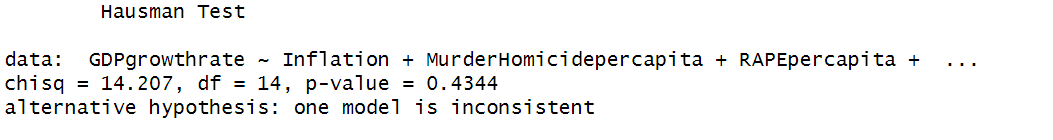 Hausman Test
data: GDPgrowthrate ~ Inflation + MurderHomicidepercapita + RAPEpercapita + ...
chisq = 14.207, df = 14, p-value = 0.4344
alternative hypothesis: one model is inconsistent